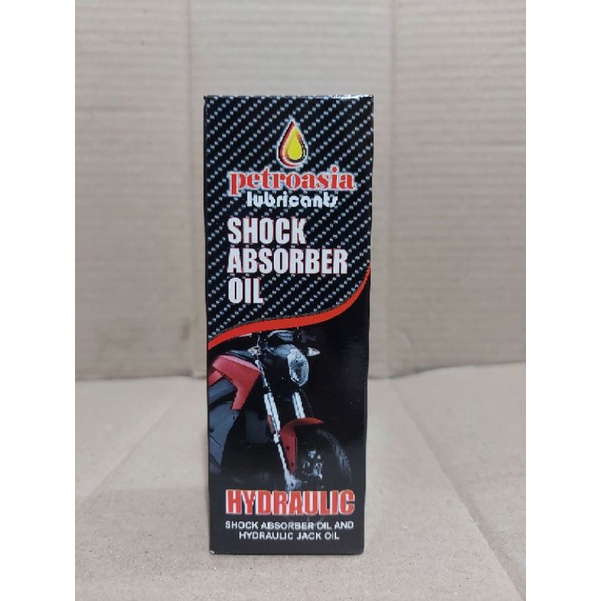 petroasia
lubricants
SHOCK
ABSORBER
OIL
HYDRAULIC
SHOCK ABSORBER OIL AND
HYDRAULIC JACK OIL